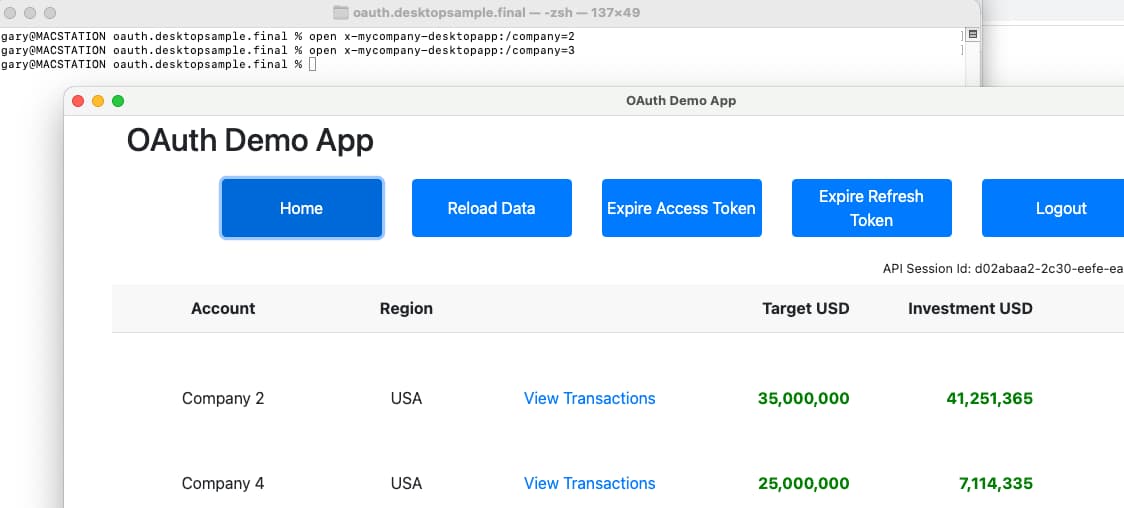 oauth.desktopsample.final — -zsh — 137×49
gary@MACSTATION oauth.desktopsample.final % open x-mycompany-desktopapp:/company=2
gary@MACSTATION oauth.desktopsample.final % open x-mycompany-desktopapp:/company=3
gary@MACSTATION oauth.desktopsample.final %
OAuth Demo App
OAuth Demo App
Home Reload Data Expire Access Token Expire Refresh Token Logout
API Session Id: d02abaa2-2c30-eefe-ea
Account Region Target USD Investment USD
Company 2 USA View Transactions 35,000,000 41,251,365
Company 4 USA View Transactions 25,000,000 7,114,335